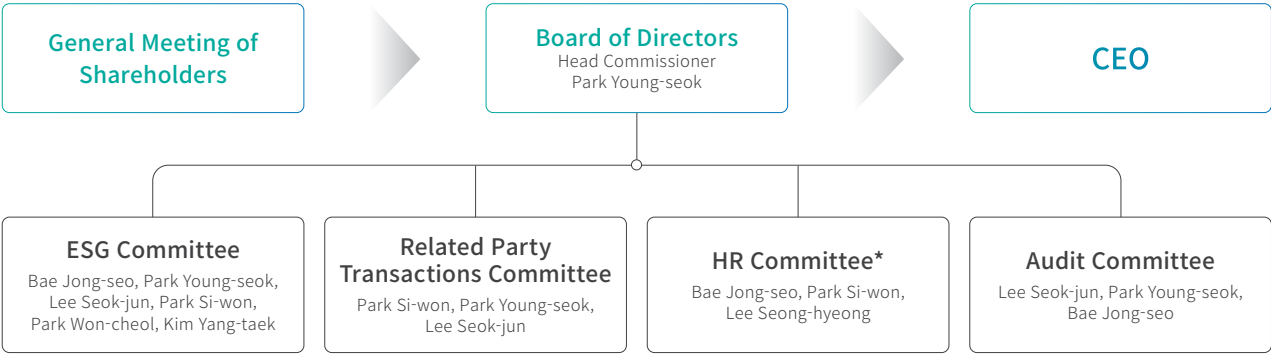 General Meeting of
Shareholders
Board of Directors
Head Commissioner
Park Young-seok
CEO
ESG Committee
Bae Jong-seo, Park Young-seok,
Lee Seok-jun, Park Si-won,
Park Won-cheol, Kim Yang-taek
Related Party
Transactions Committee
Park Si-won, Park Young-seok,
Lee Seok-jun
HR Committee*
Bae Jong-seo, Park Si-won,
Lee Seong-hyeong
Audit Committee
Lee Seok-jun, Park Young-seok,
Bae Jong-seo